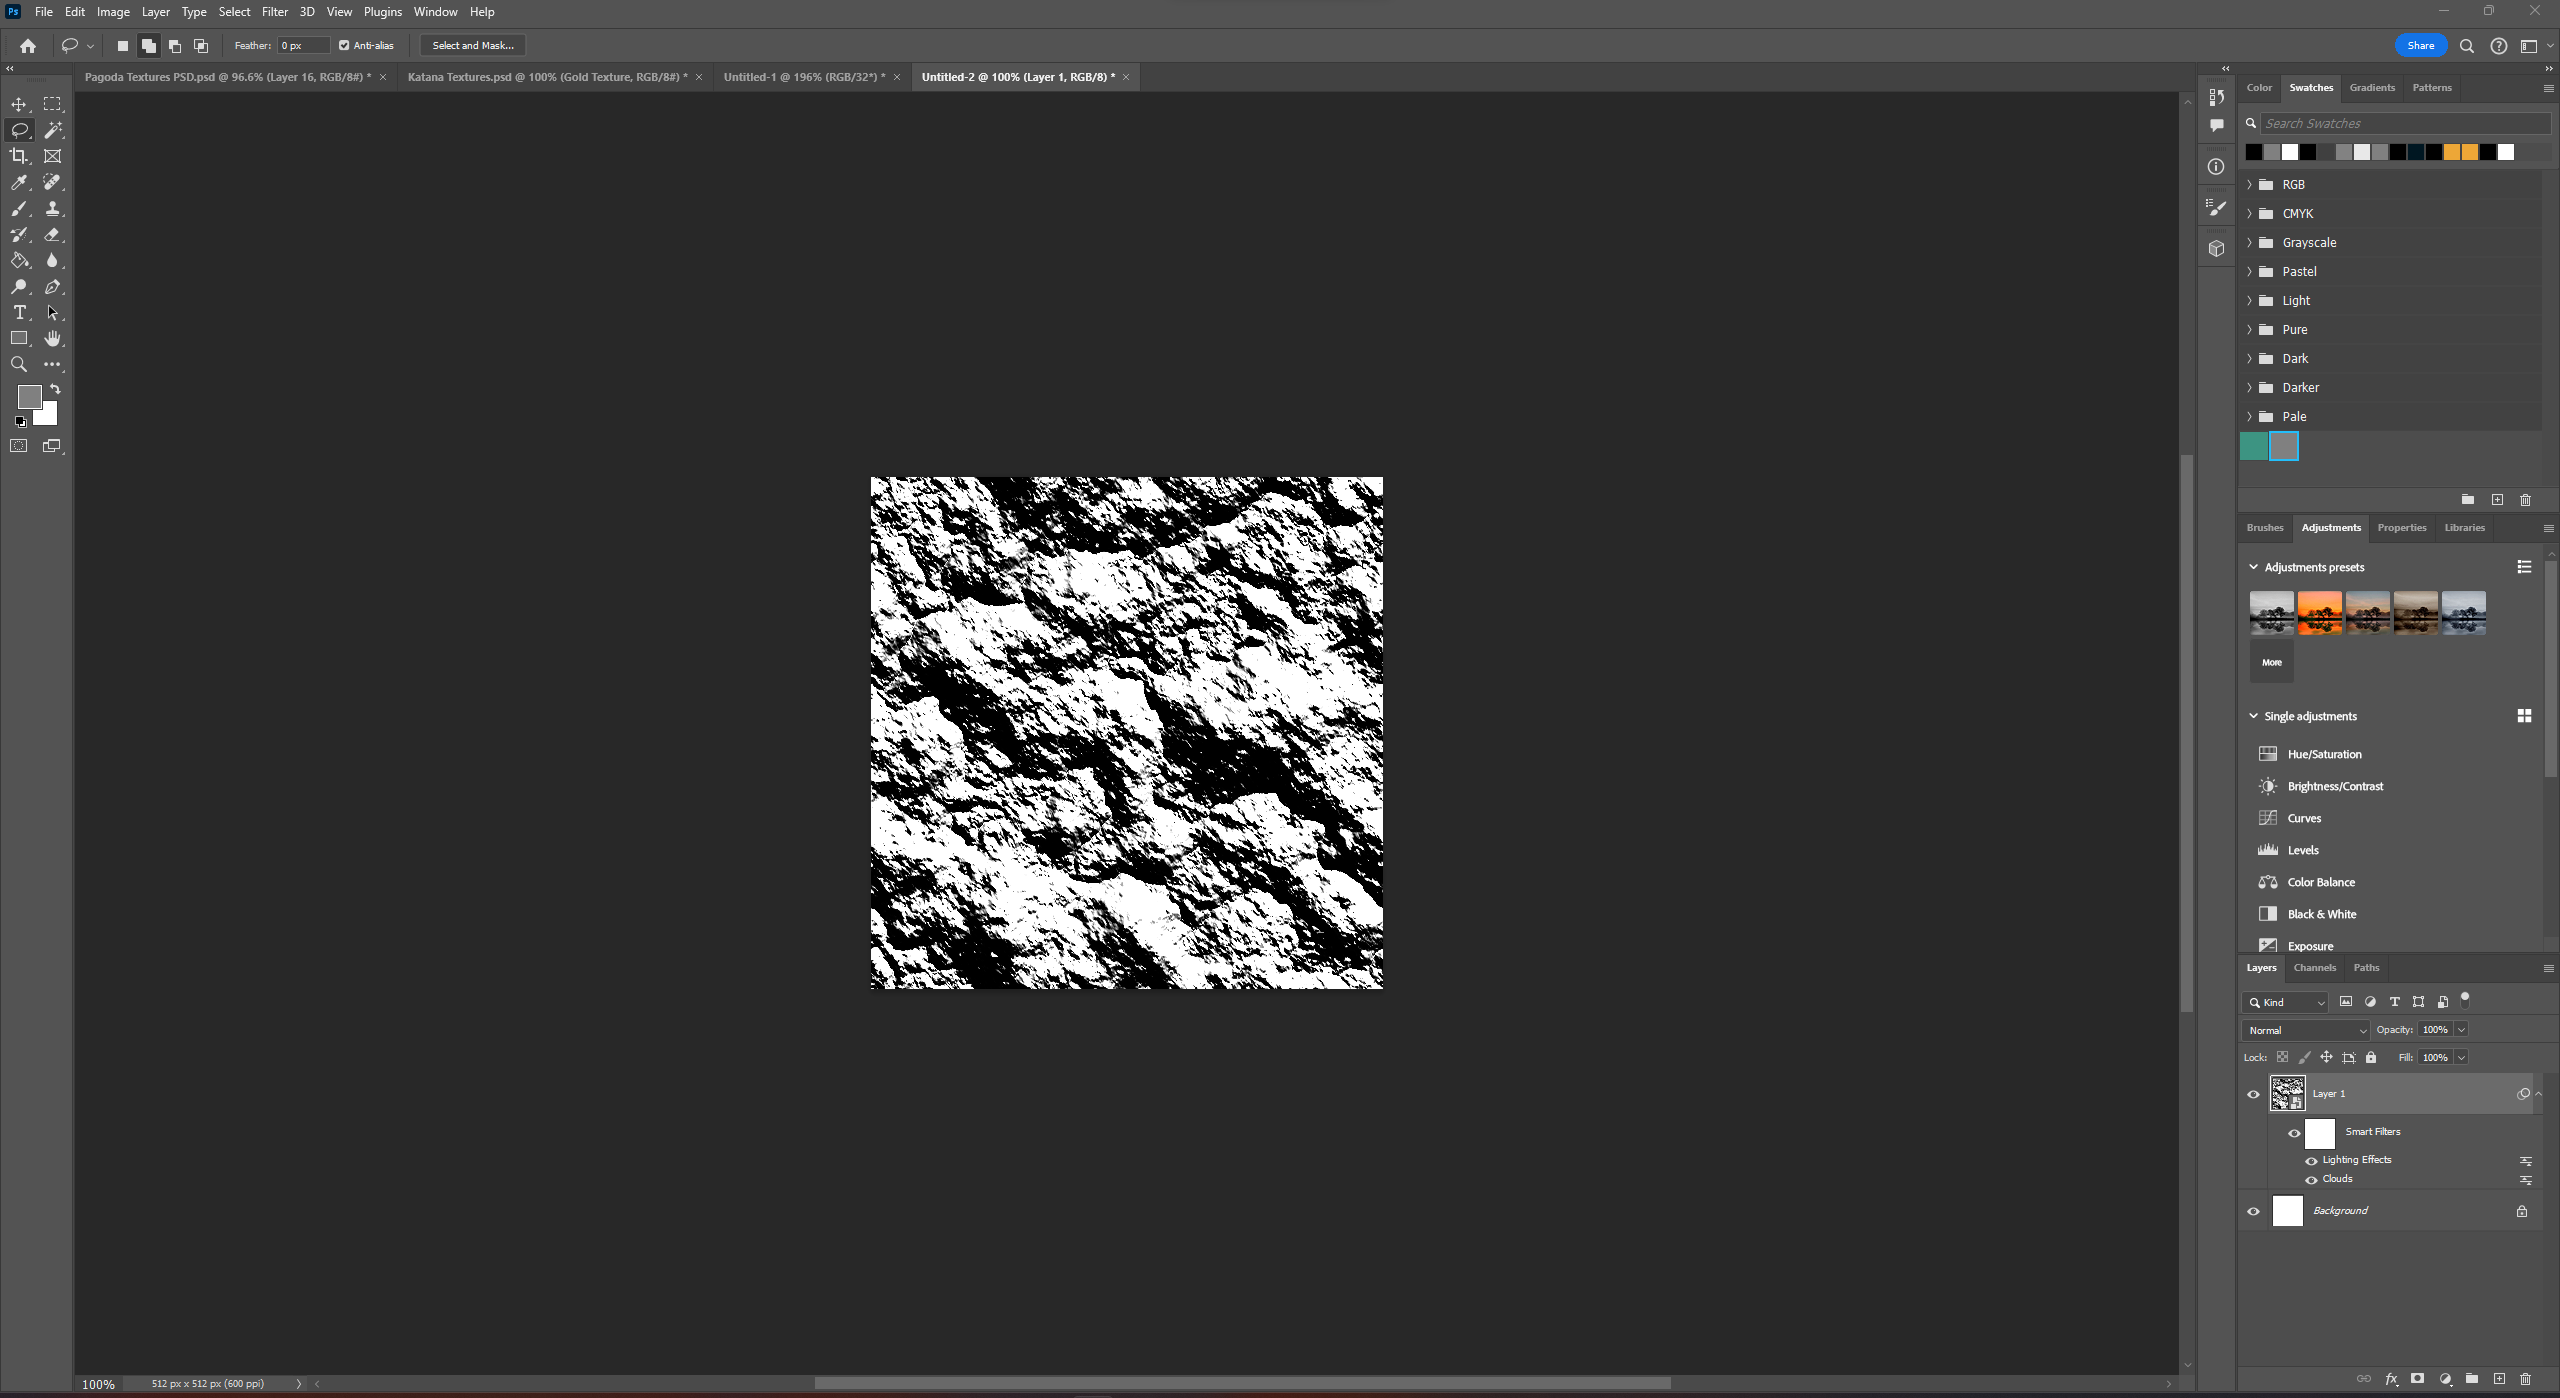 Ps File Edit Image Layer Type Select Filter 3D View Plugins Window Help
Feather: 0 px Anti-alias Select and Mask... Share
Pagoda Textures PSD.psd @ 96.6% (Layer 16, RGB/8#) * × Katana Textures.psd @ 100% (Gold Texture, RGB/8#) * × Untitled-1 @ 196% (RGB/32*) * × Untitled-2 @ 100% (Layer 1, RGB/8) * ×
Color Swatches Gradients Patterns
Search Swatches
RGB
CMYK
Grayscale
Pastel
Light
Pure
Dark
Darker
Pale
Brushes Adjustments Properties Libraries
Adjustments presets
More
Single adjustments
Hue/Saturation
Brightness/Contrast
Curves
Levels
Color Balance
Black & White
Exposure
Layers Channels Paths
Kind
Normal Opacity: 100%
Lock: Fill: 100%
Layer 1
Smart Filters
Lighting Effects
Clouds
Background
fx
100% 512 px x 512 px (600 ppi)